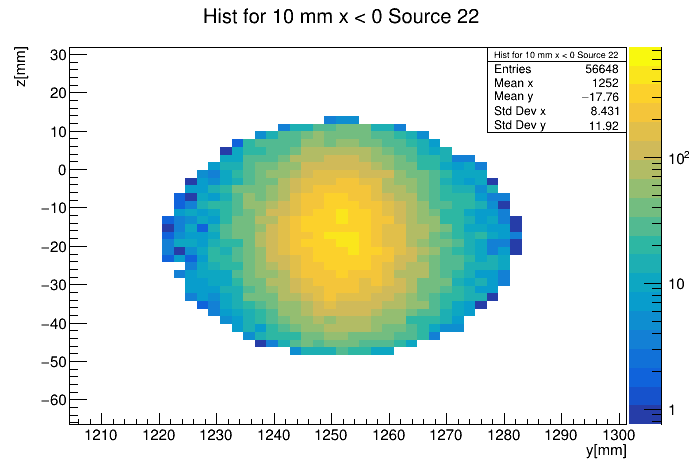 Hist for 10 mm x < 0 Source 22
z[mm]
Hist for 10 mm x < 0 Source 22
Entries 56648
Mean x 1252
Mean y −17.76
Std Dev x 8.431
Std Dev y 11.92
30
20
10
0
−10
−20
−30
−40
−50
−60
10²
10
1
1210 1220 1230 1240 1250 1260 1270 1280 1290 1300
y[mm]